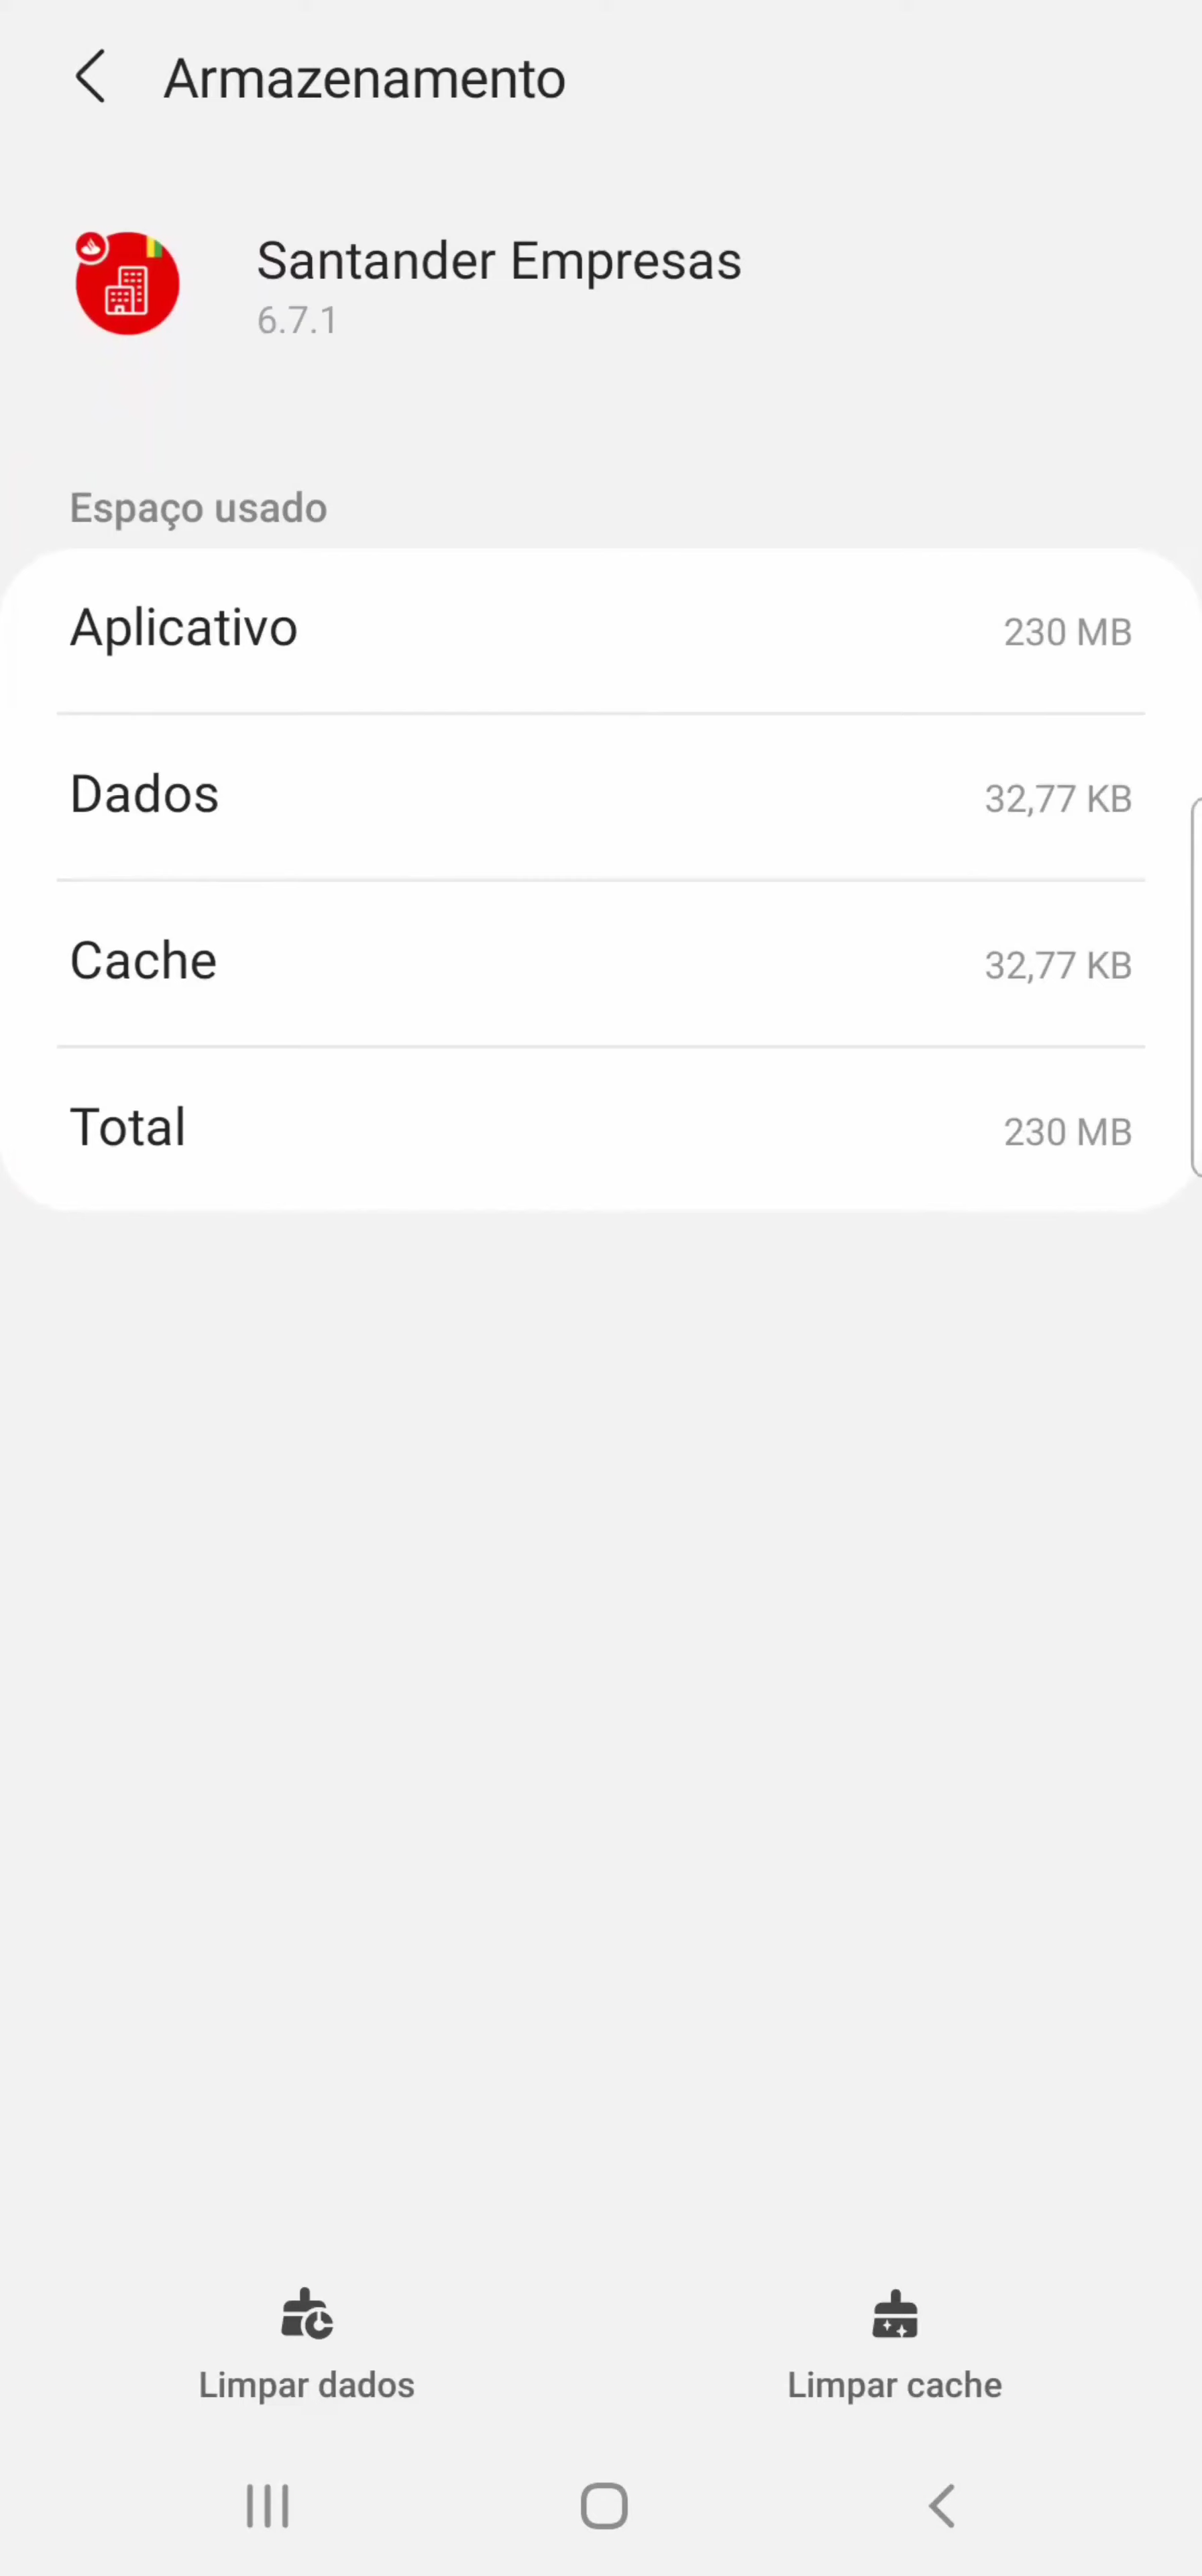 Armazenamento
Santander Empresas
6.7.1
Espaço usado
Aplicativo 230 MB
Dados 32,77 KB
Cache 32,77 KB
Total 230 MB
Limpar dados Limpar cache